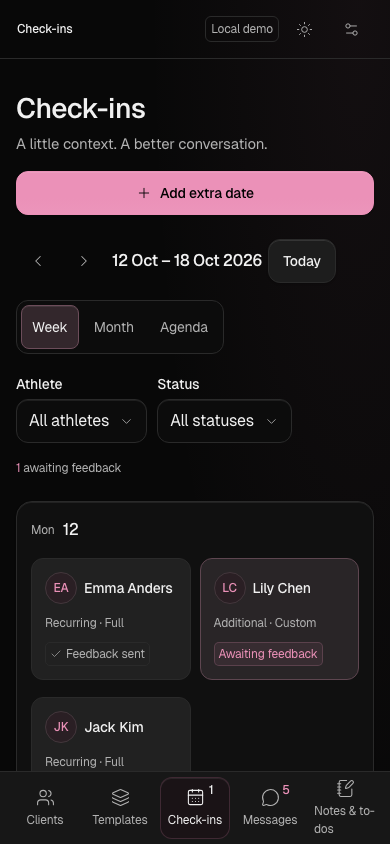 Check-ins
Local demo
Check-ins
A little context. A better conversation.
+ Add extra date
12 Oct – 18 Oct 2026
Today
Week
Month
Agenda
Athlete
Status
All athletes
All statuses
1 awaiting feedback
Mon 12
EA
Emma Anders
Recurring · Full
Feedback sent
LC
Lily Chen
Additional · Custom
Awaiting feedback
JK
Jack Kim
Recurring · Full
Clients
Templates
1
Check-ins
5
Messages
Notes & to-
dos